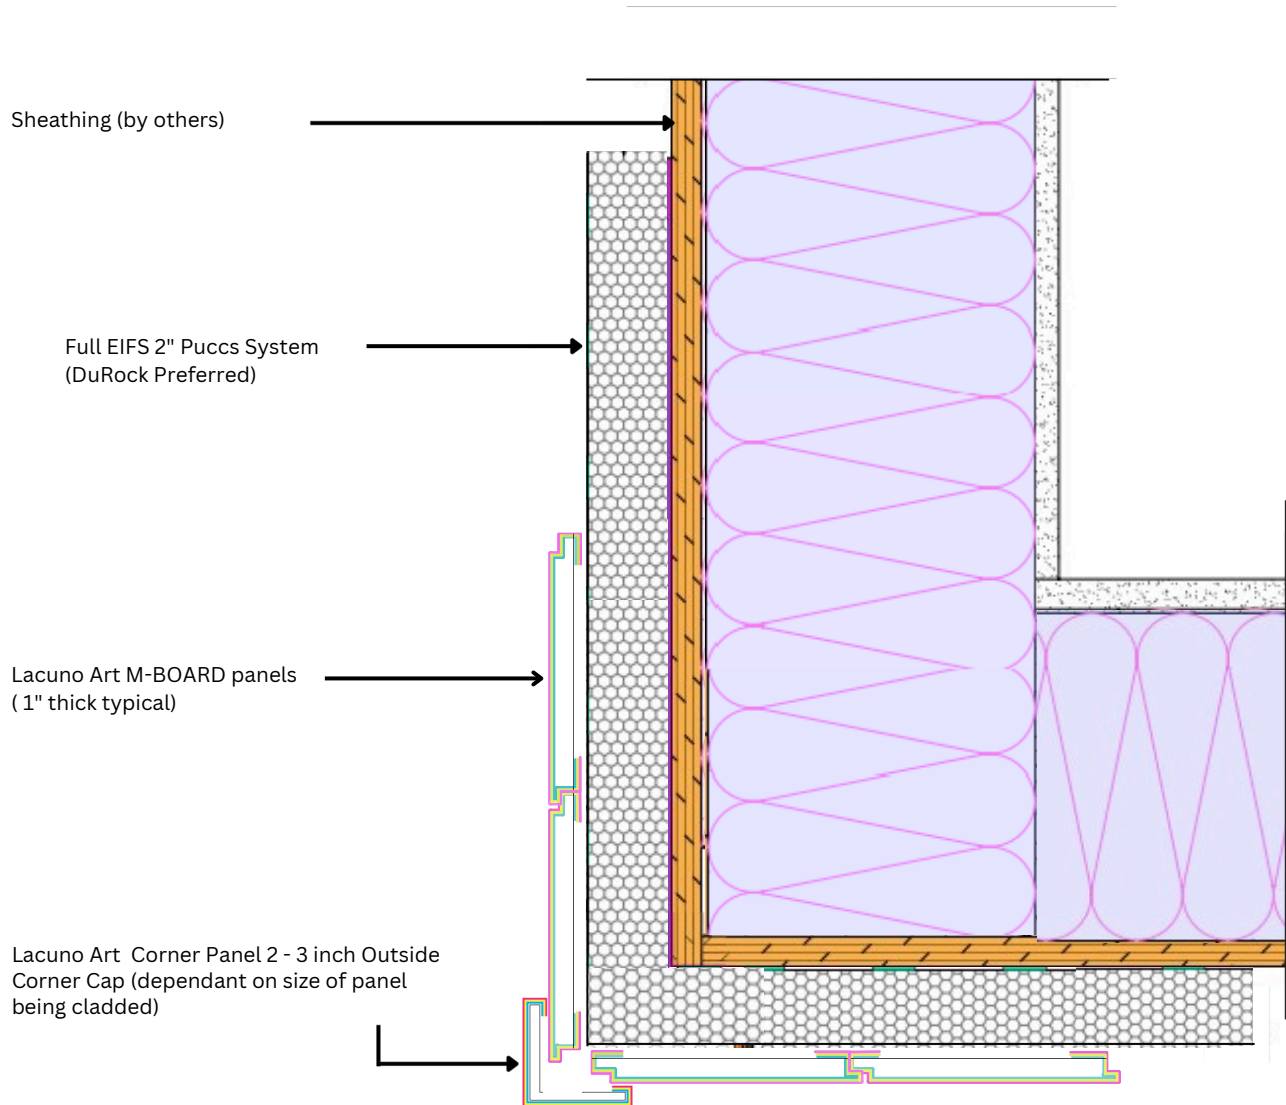 Sheathing (by others)
Full EIFS 2" Puccs System
(DuRock Preferred)
Lacuno Art M-BOARD panels
( 1" thick typical)
Lacuno Art  Corner Panel 2 - 3 inch Outside
Corner Cap (dependant on size of panel
being cladded)